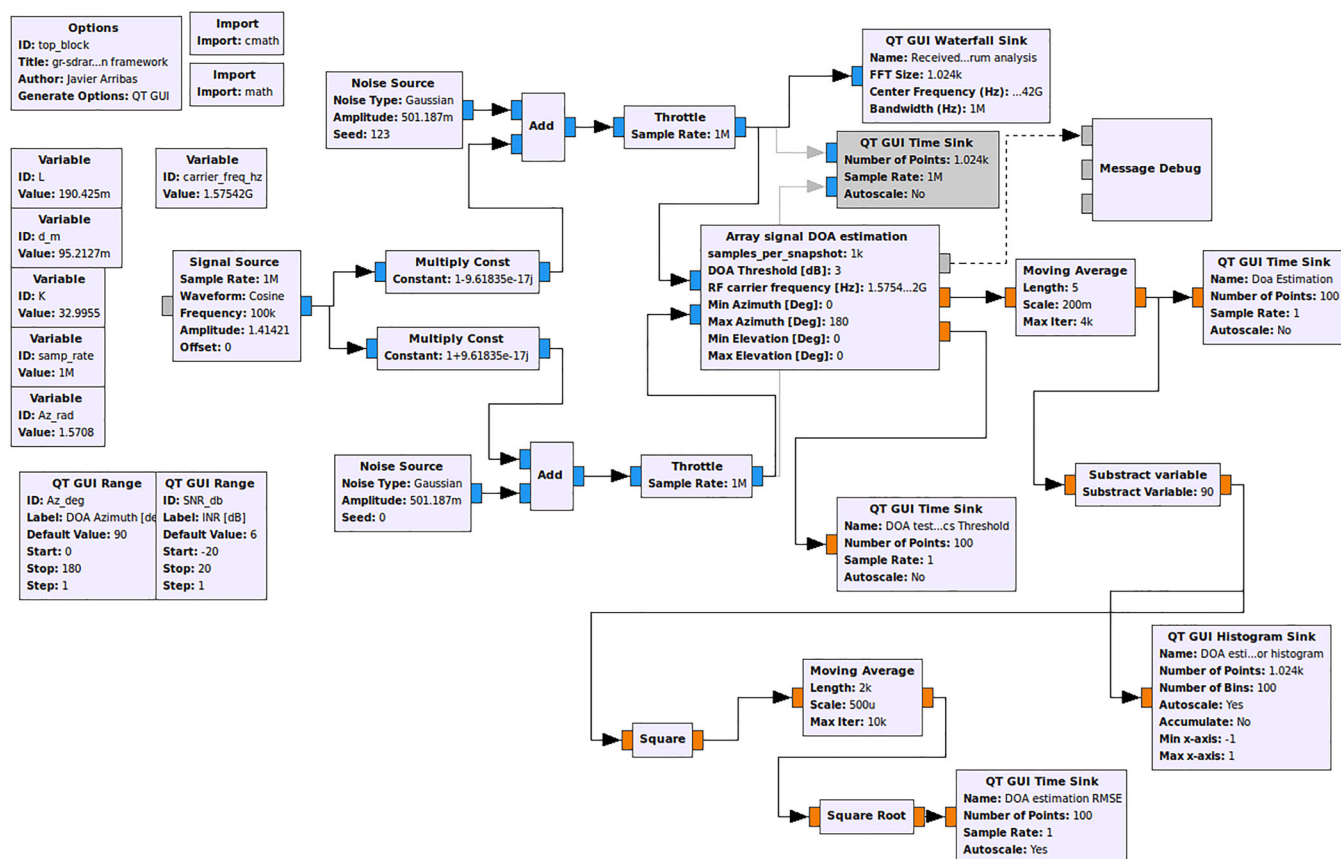 Options
ID: top_block
Title: gr-sdrar...n framework
Author: Javier Arribas
Generate Options: QT GUI
Import
Import: cmath
Import
Import: math
Variable
ID: L
Value: 190.425m
Variable
ID: carrier_freq_hz
Value: 1.57542G
Variable
ID: d_m
Value: 95.2127m
Variable
ID: K
Value: 32.9955
Variable
ID: samp_rate
Value: 1M
Variable
ID: Az_rad
Value: 1.5708
QT GUI Range
ID: Az_deg
Label: DOA Azimuth [de
Default Value: 90
Start: 0
Stop: 180
Step: 1
QT GUI Range
ID: SNR_db
Label: INR [dB]
Default Value: 6
Start: -20
Stop: 20
Step: 1
Signal Source
Sample Rate: 1M
Waveform: Cosine
Frequency: 100k
Amplitude: 1.41421
Offset: 0
Noise Source
Noise Type: Gaussian
Amplitude: 501.187m
Seed: 123
Add
Throttle
Sample Rate: 1M
Multiply Const
Constant: 1-9.61835e-17j
Multiply Const
Constant: 1+9.61835e-17j
Noise Source
Noise Type: Gaussian
Amplitude: 501.187m
Seed: 0
Add
Throttle
Sample Rate: 1M
QT GUI Waterfall Sink
Name: Received...rum analysis
FFT Size: 1.024k
Center Frequency (Hz): ...42G
Bandwidth (Hz): 1M
QT GUI Time Sink
Number of Points: 1.024k
Sample Rate: 1M
Autoscale: No
Message Debug
Array signal DOA estimation
samples_per_snapshot: 1k
DOA Threshold [dB]: 3
RF carrier frequency [Hz]: 1.5754...2G
Min Azimuth [Deg]: 0
Max Azimuth [Deg]: 180
Min Elevation [Deg]: 0
Max Elevation [Deg]: 0
Moving Average
Length: 5
Scale: 200m
Max Iter: 4k
QT GUI Time Sink
Name: Doa Estimation
Number of Points: 100
Sample Rate: 1
Autoscale: No
Substract variable
Substract Variable: 90
QT GUI Time Sink
Name: DOA test...cs Threshold
Number of Points: 100
Sample Rate: 1
Autoscale: No
QT GUI Histogram Sink
Name: DOA esti...or histogram
Number of Points: 1.024k
Number of Bins: 100
Autoscale: Yes
Accumulate: No
Min x-axis: -1
Max x-axis: 1
Square
Moving Average
Length: 2k
Scale: 500u
Max Iter: 10k
Square Root
QT GUI Time Sink
Name: DOA estimation RMSE
Number of Points: 100
Sample Rate: 1
Autoscale: Yes